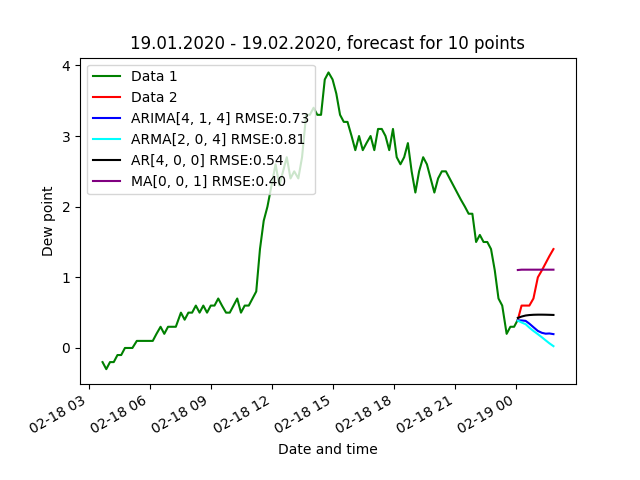 19.01.2020 - 19.02.2020, forecast for 10 points
Data 1
Data 2
ARIMA[4, 1, 4] RMSE:0.73
ARMA[2, 0, 4] RMSE:0.81
AR[4, 0, 0] RMSE:0.54
MA[0, 0, 1] RMSE:0.40
Dew point
4
3
2
1
0
02-18 03
02-18 06
02-18 09
02-18 12
02-18 15
02-18 18
02-18 21
02-19 00
Date and time